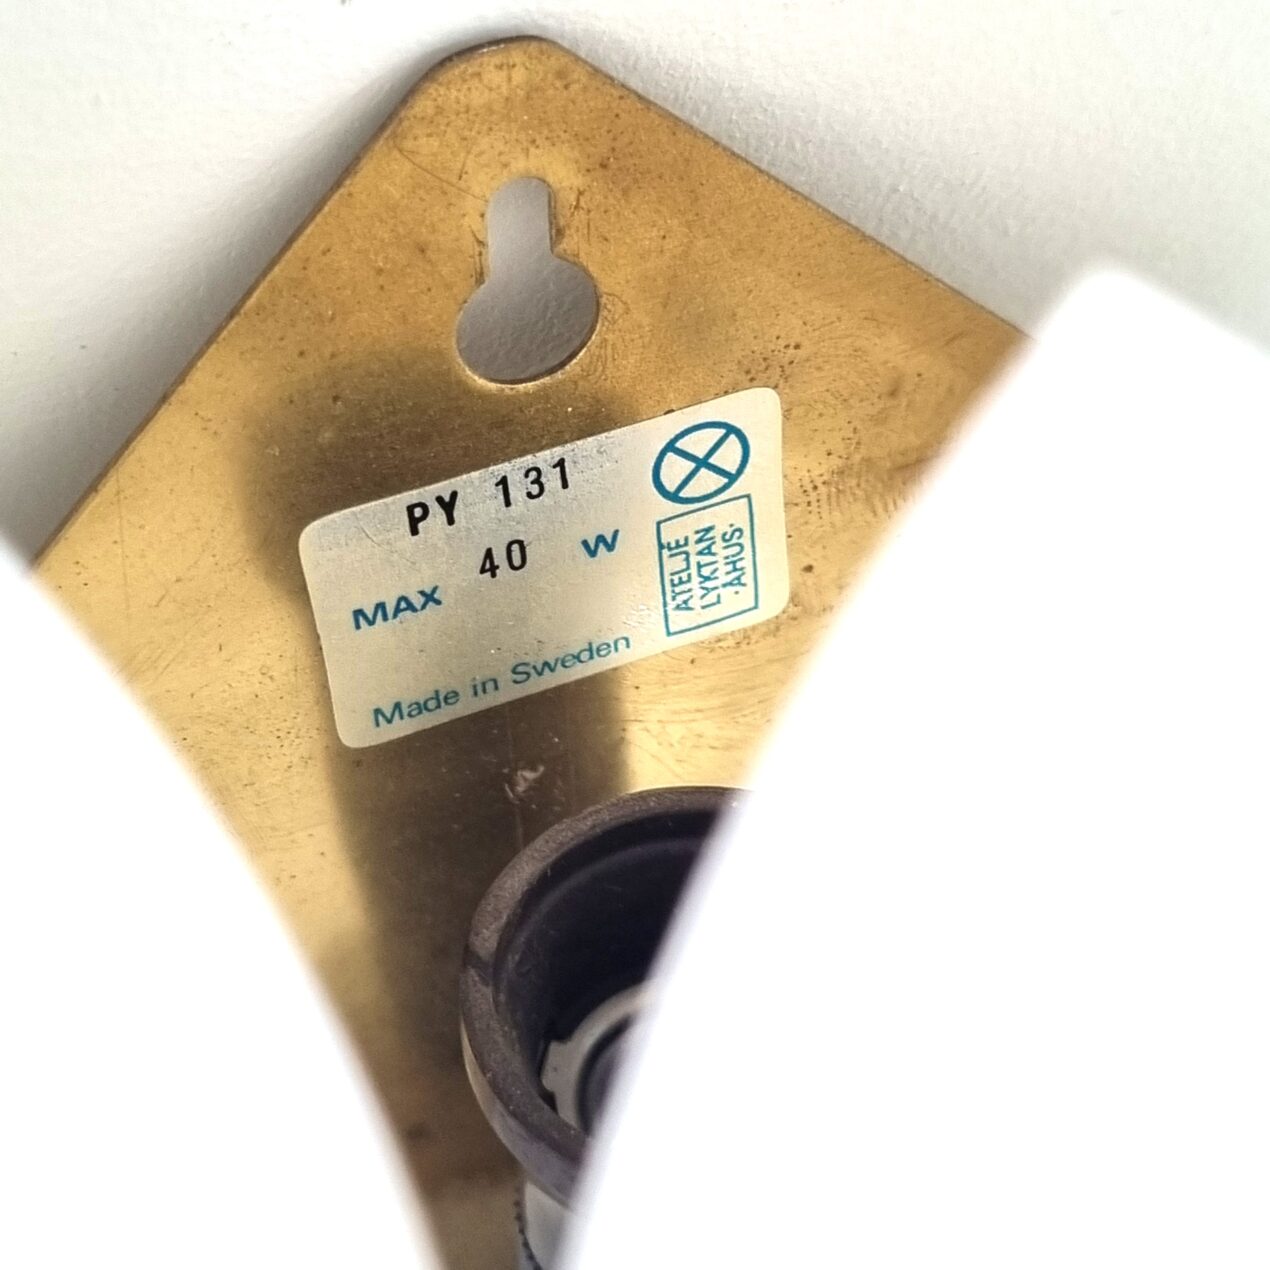 PY 131
MAX 40 W
Made in Sweden
ATELJÉ
LYKTAN
·ÅHUS·